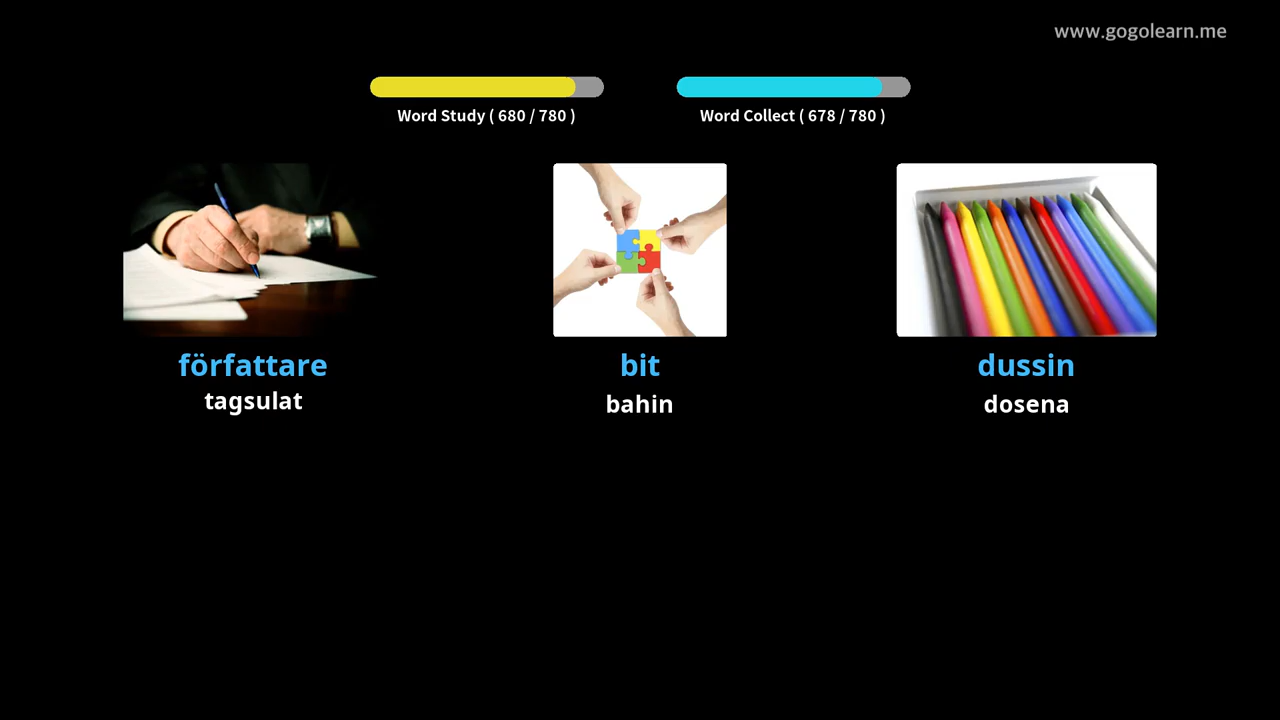 www.gogolearn.me
Word Study ( 680 / 780 )
Word Collect ( 678 / 780 )
författare
tagsulat
bit
bahin
dussin
dosena